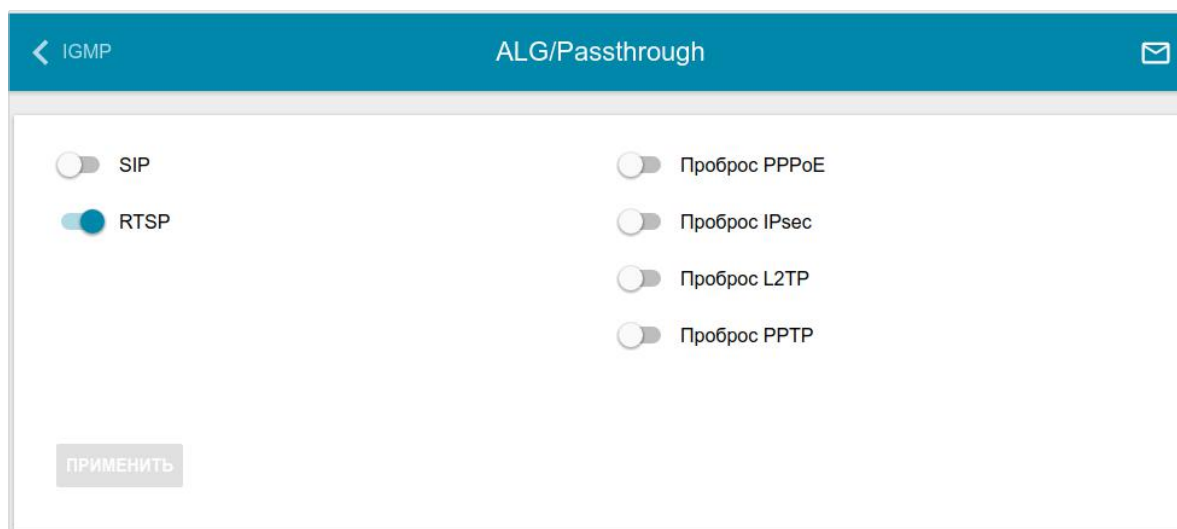 IGMP
ALG/Passthrough
SIP
Проброс PPPoE
RTSP
Проброс IPsec
Проброс L2TP
Проброс PPTP
ПРИМЕНИТЬ